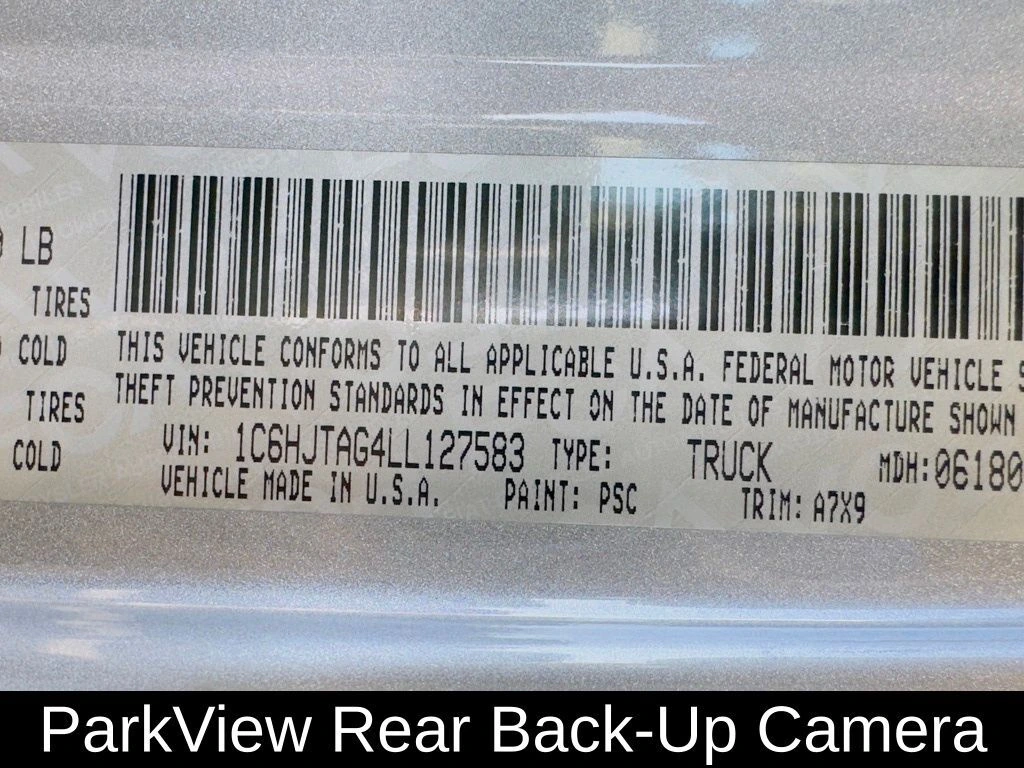 LB
TIRES
COLD
TIRES
COLD
THIS VEHICLE CONFORMS TO ALL APPLICABLE U.S.A. FEDERAL MOTOR VEHICLE
THEFT PREVENTION STANDARDS IN EFFECT ON THE DATE OF MANUFACTURE SHOWN
VIN: 1C6HJTAG4LL127583 TYPE: TRUCK MDH:06180
VEHICLE MADE IN U.S.A. PAINT: PSC TRIM: A7X9
ParkView Rear Back-Up Camera